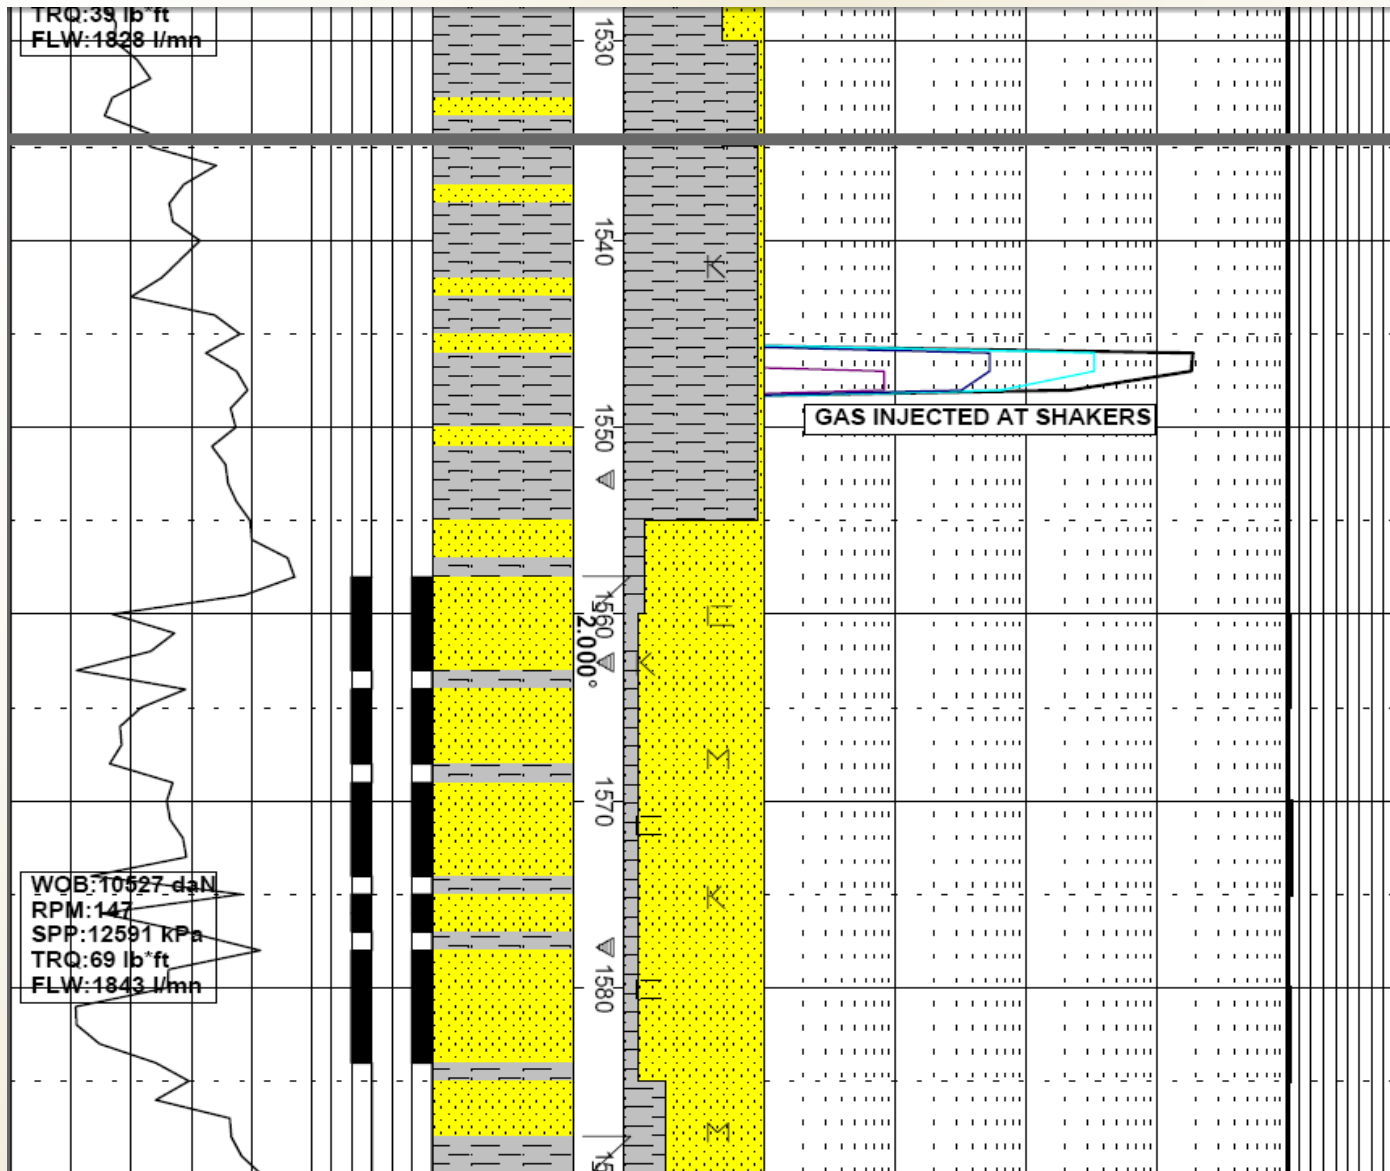 TRQ:39 lb*ft
FLW:1828 l/mn
1530
1540
K
GAS INJECTED AT SHAKERS
1550
1560
2.000°
K
M
1570
WOB:10527 daN
RPM:147
SPP:12591 kPa
TRQ:69 lb*ft
FLW:1843 l/mn
K
1580
M